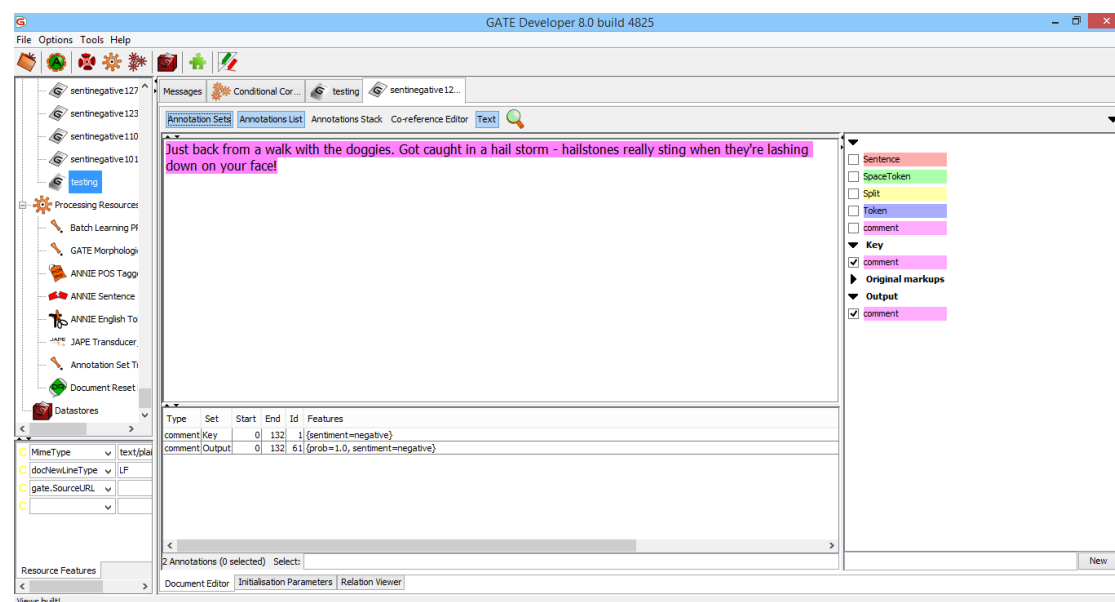 GATE Developer 8.0 build 4825
File Options Tools Help
sentinegative127
sentinegative123
sentinegative110
sentinegative101
testing
Processing Resources
Batch Learning PR
GATE Morphologi
ANNIE POS Tagg
ANNIE Sentence
ANNIE English To
JAPE Transducer
Annotation Set Tr
Document Reset
Datastores
MimeType text/plai
docNewLineType LF
gate.SourceURL
Resource Features
Views built!
Messages Conditional Cor... testing sentinegative12...
Annotation Sets Annotations List Annotations Stack Co-reference Editor Text
Just back from a walk with the doggies. Got caught in a hail storm - hailstones really sting when they're lashing
down on your face!
Type Set Start End Id Features
comment Key 0 132 1 {sentiment=negative}
comment Output 0 132 61 {prob=1.0, sentiment=negative}
2 Annotations (0 selected) Select:
Document Editor Initialisation Parameters Relation Viewer
Sentence
SpaceToken
Split
Token
comment
Key
comment
Original markups
Output
comment
New